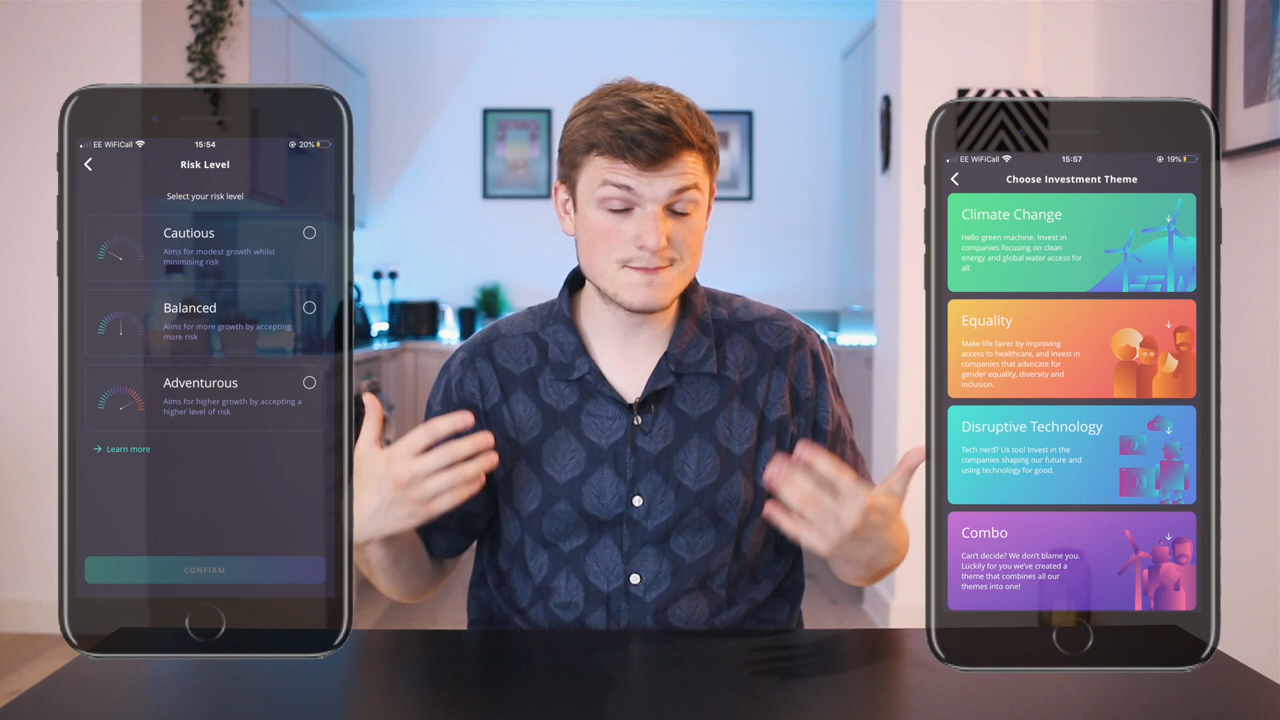 EE WiFiCall 15:54 20%
Risk Level
Select your risk level
Cautious
Aims for modest growth whilst
minimising risk
Balanced
Aims for more growth by accepting
more risk
Adventurous
Aims for higher growth by accepting a
higher level of risk
→ Learn more
CONFIRM
EE WiFiCall 15:57 19%
Choose Investment Theme
Climate Change
Hello green machine. Invest in
companies focusing on clean
energy and global water access for
all.
Equality
Make life fairer by improving
access to healthcare, and invest in
companies that advocate for
gender equality, diversity and
inclusion.
Disruptive Technology
Tech nerd? Us too! Invest in the
companies shaping our future and
using technology for good.
Combo
Can't decide? We don't blame you.
Luckily for you we've created a
theme that combines all our
themes into one!